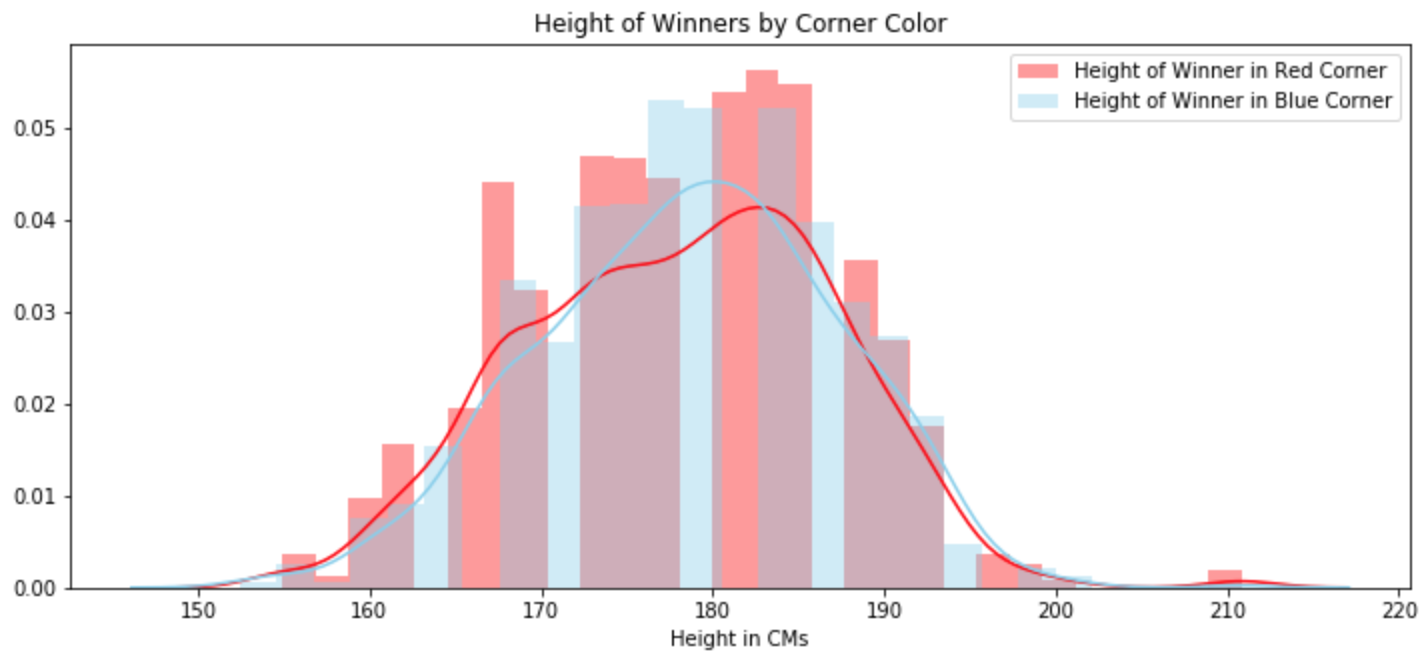 Height of Winners by Corner Color
Height of Winner in Red Corner
Height of Winner in Blue Corner
0.05
0.04
0.03
0.02
0.01
0.00
150 160 170 180 190 200 210 220
Height in CMs